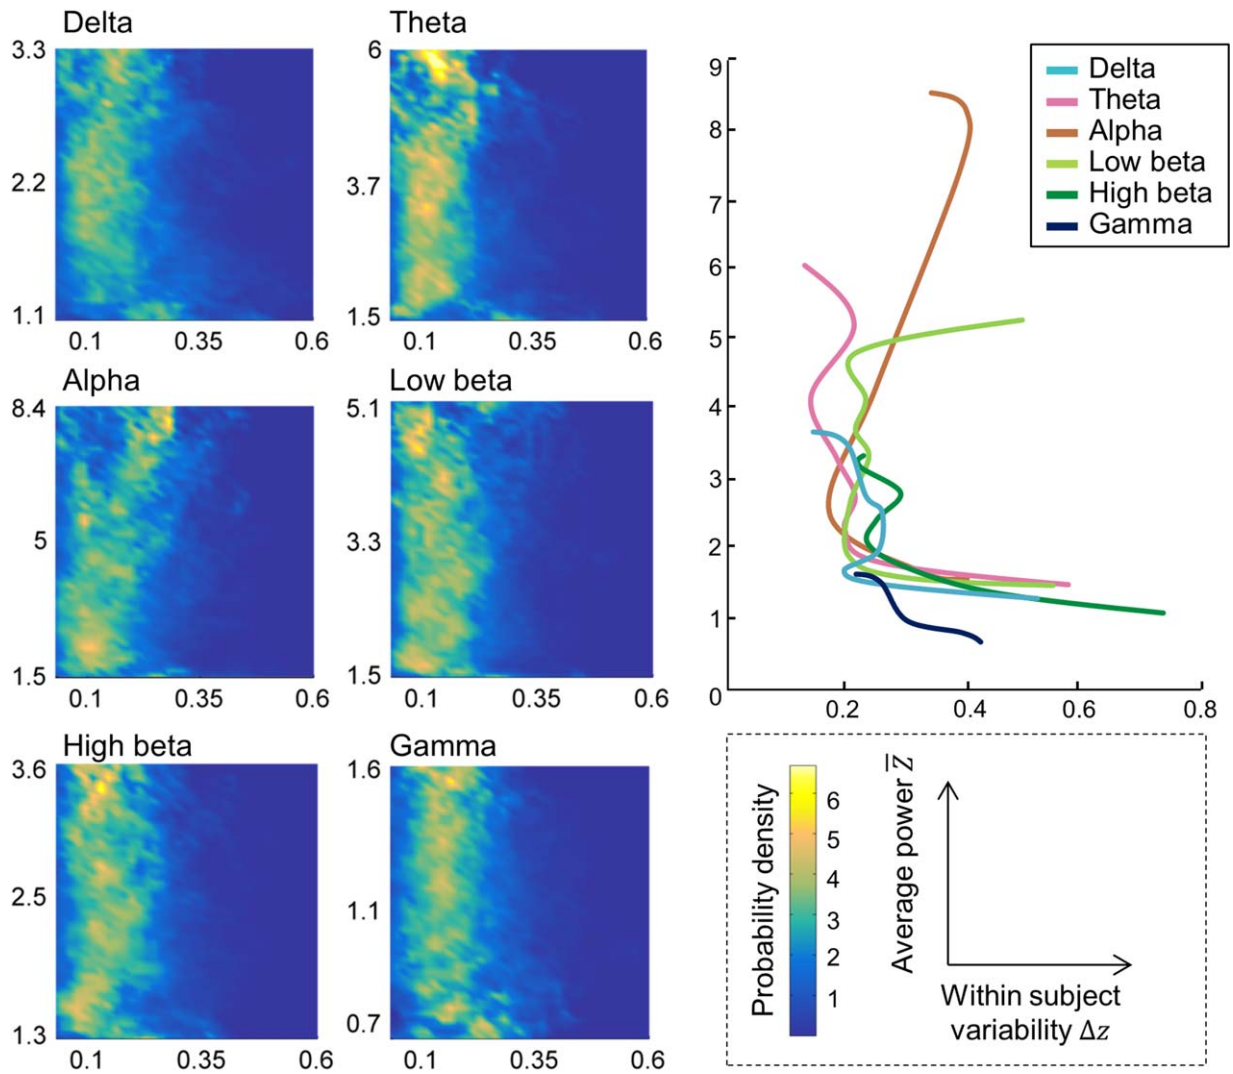 Delta
3.3
2.2
1.1
0.1 0.35 0.6
Theta
6
3.7
1.5
0.1 0.35 0.6
Alpha
8.4
5
1.5
0.1 0.35 0.6
Low beta
5.1
3.3
1.5
0.1 0.35 0.6
High beta
3.6
2.5
1.3
0.1 0.35 0.6
Gamma
1.6
1.1
0.7
0.1 0.35 0.6
9
8
7
6
5
4
3
2
1
0
0.2 0.4 0.6 0.8
Delta
Theta
Alpha
Low beta
High beta
Gamma
Probability density
6
5
4
3
2
1
Average power Z̅
Within subject
variability Δz